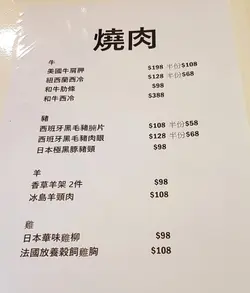 燒肉
牛
美國牛肩胛 $198 半份$108
紐西蘭西冷 $128 半份$68
和牛肋條 $98
和牛西冷 $388
豬
西班牙黑毛豬腩片 $108 半份$58
西班牙黑毛豬肉眼 $128 半份$68
日本極黑豚豬頸 $98
羊
香草羊架 2件 $98
冰島羊頸肉 $108
雞
日本華味雞柳 $98
法國放養穀飼雞胸 $108